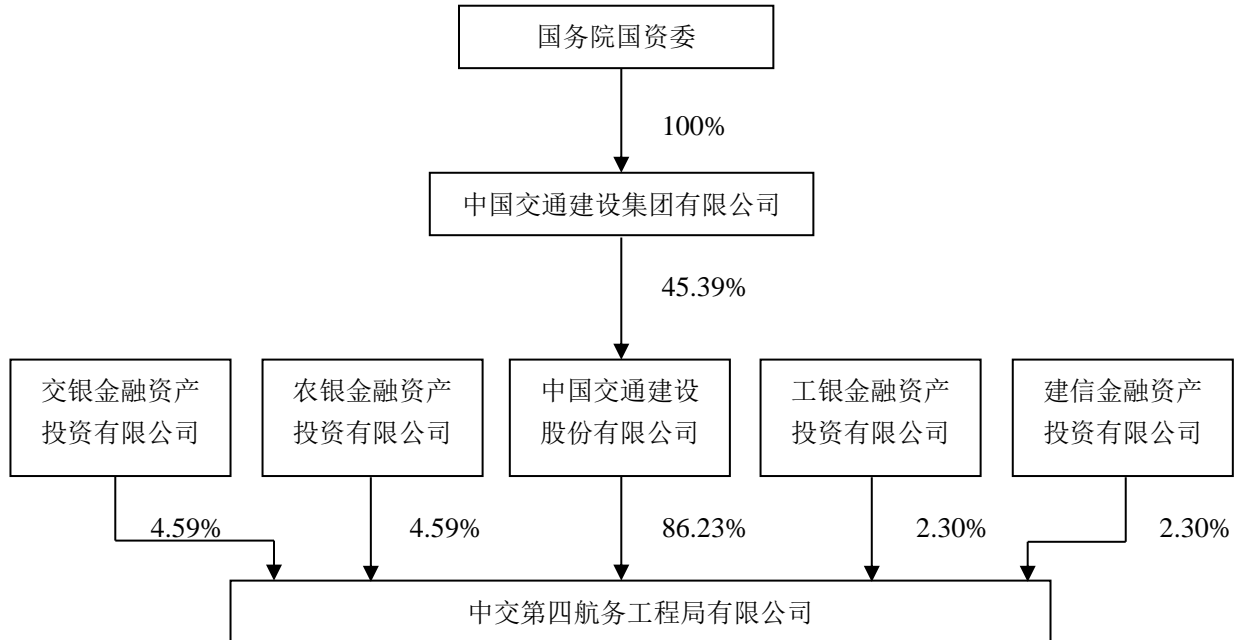 国务院国资委
100%
中国交通建设集团有限公司
45.39%
交银金融资产
投资有限公司
农银金融资产
投资有限公司
中国交通建设
股份有限公司
工银金融资产
投资有限公司
建信金融资产
投资有限公司
4.59%
4.59%
86.23%
2.30%
2.30%
中交第四航务工程局有限公司